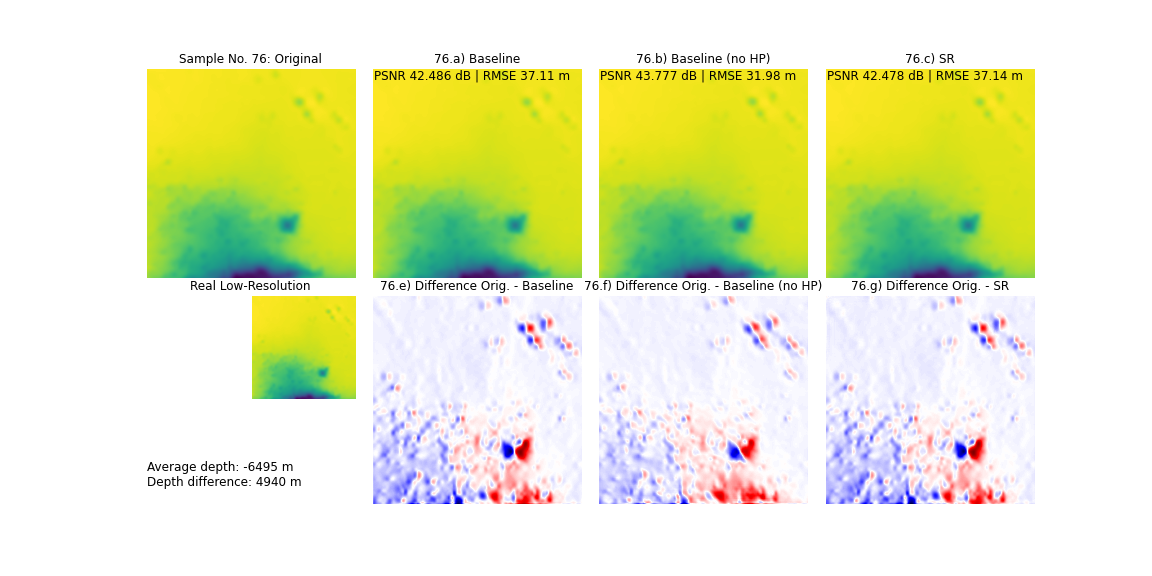 Sample No. 76: Original
76.a) Baseline
76.b) Baseline (no HP)
76.c) SR
PSNR 42.486 dB | RMSE 37.11 m
PSNR 43.777 dB | RMSE 31.98 m
PSNR 42.478 dB | RMSE 37.14 m
Real Low-Resolution
76.e) Difference Orig. - Baseline
76.f) Difference Orig. - Baseline (no HP)
76.g) Difference Orig. - SR
Average depth: -6495 m
Depth difference: 4940 m